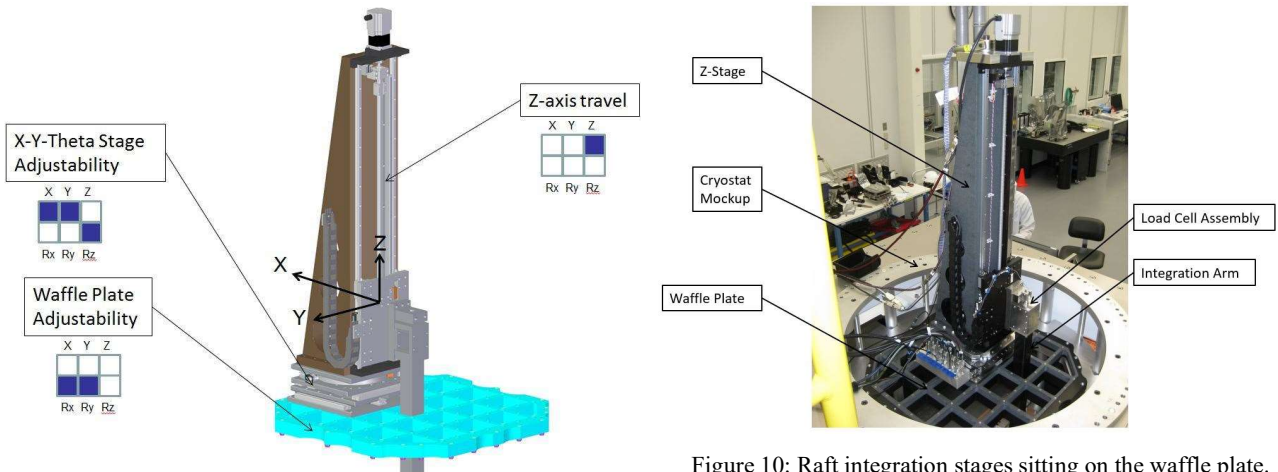 X-Y-Theta Stage
Adjustability
X Y Z
Rx Ry Rz
Waffle Plate
Adjustability
X Y Z
Rx Ry Rz
Z-axis travel
X Y Z
Rx Ry Rz
X
Y
Z
Z-Stage
Cryostat
Mockup
Waffle Plate
Load Cell Assembly
Integration Arm
Figure 10: Raft integration stages sitting on the waffle plate.